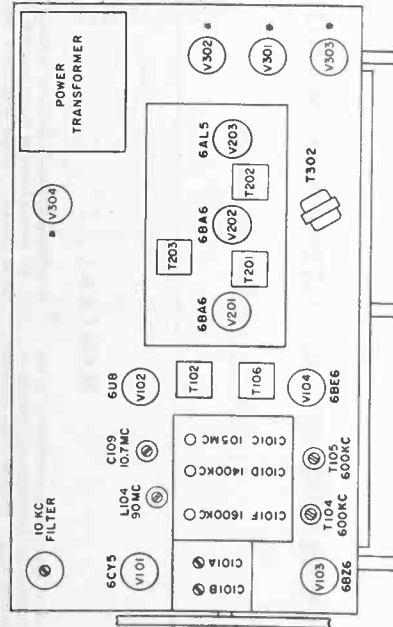 POWER
TRANSFORMER
V302
V301
V303
V304
6AL5
V203
T202
T302
6BA6
V202
T203
T201
6BA6
V201
6U8
V102
T102
T106
V104
6BE6
C109
10.7MC
L104
90MC
C101C 105MC
C101D 1400KC
C101F 1600KC
T105
600KC
T104
600KC
10 KC
FILTER
6CY5
V101
C101A
C101B
V103
6BZ6